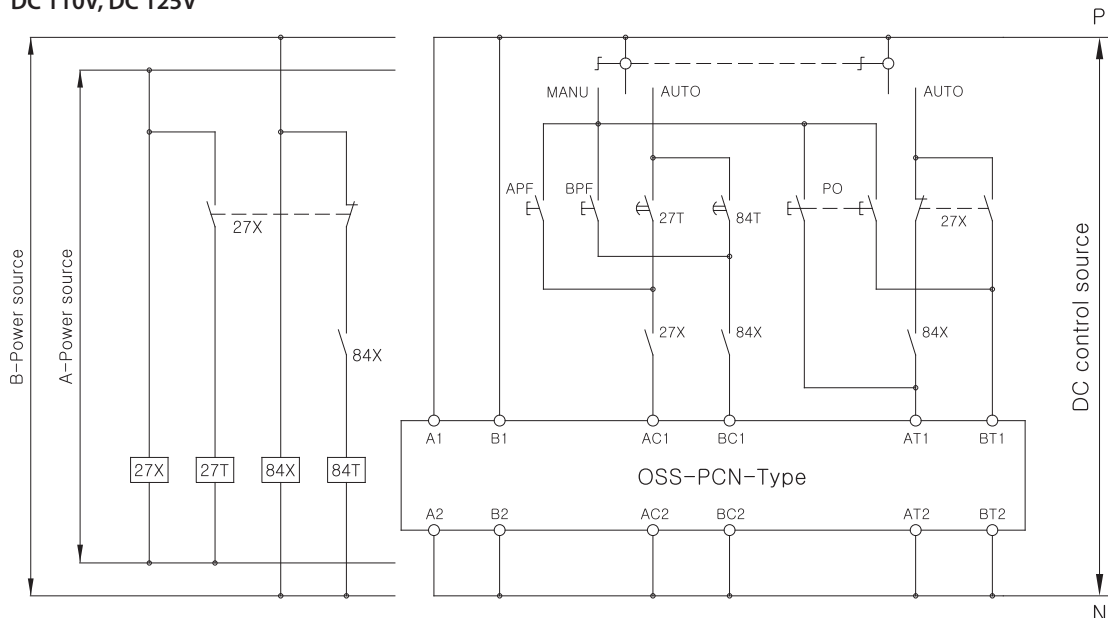 DC 110V, DC 125V
P
MANU
AUTO
AUTO
APF
BPF
27T
84T
PO
27X
27X
84X
27X
84X
84X
B-Power source
A-Power source
DC control source
A1
B1
AC1
BC1
AT1
BT1
27X
27T
84X
84T
OSS-PCN-Type
A2
B2
AC2
BC2
AT2
BT2
N